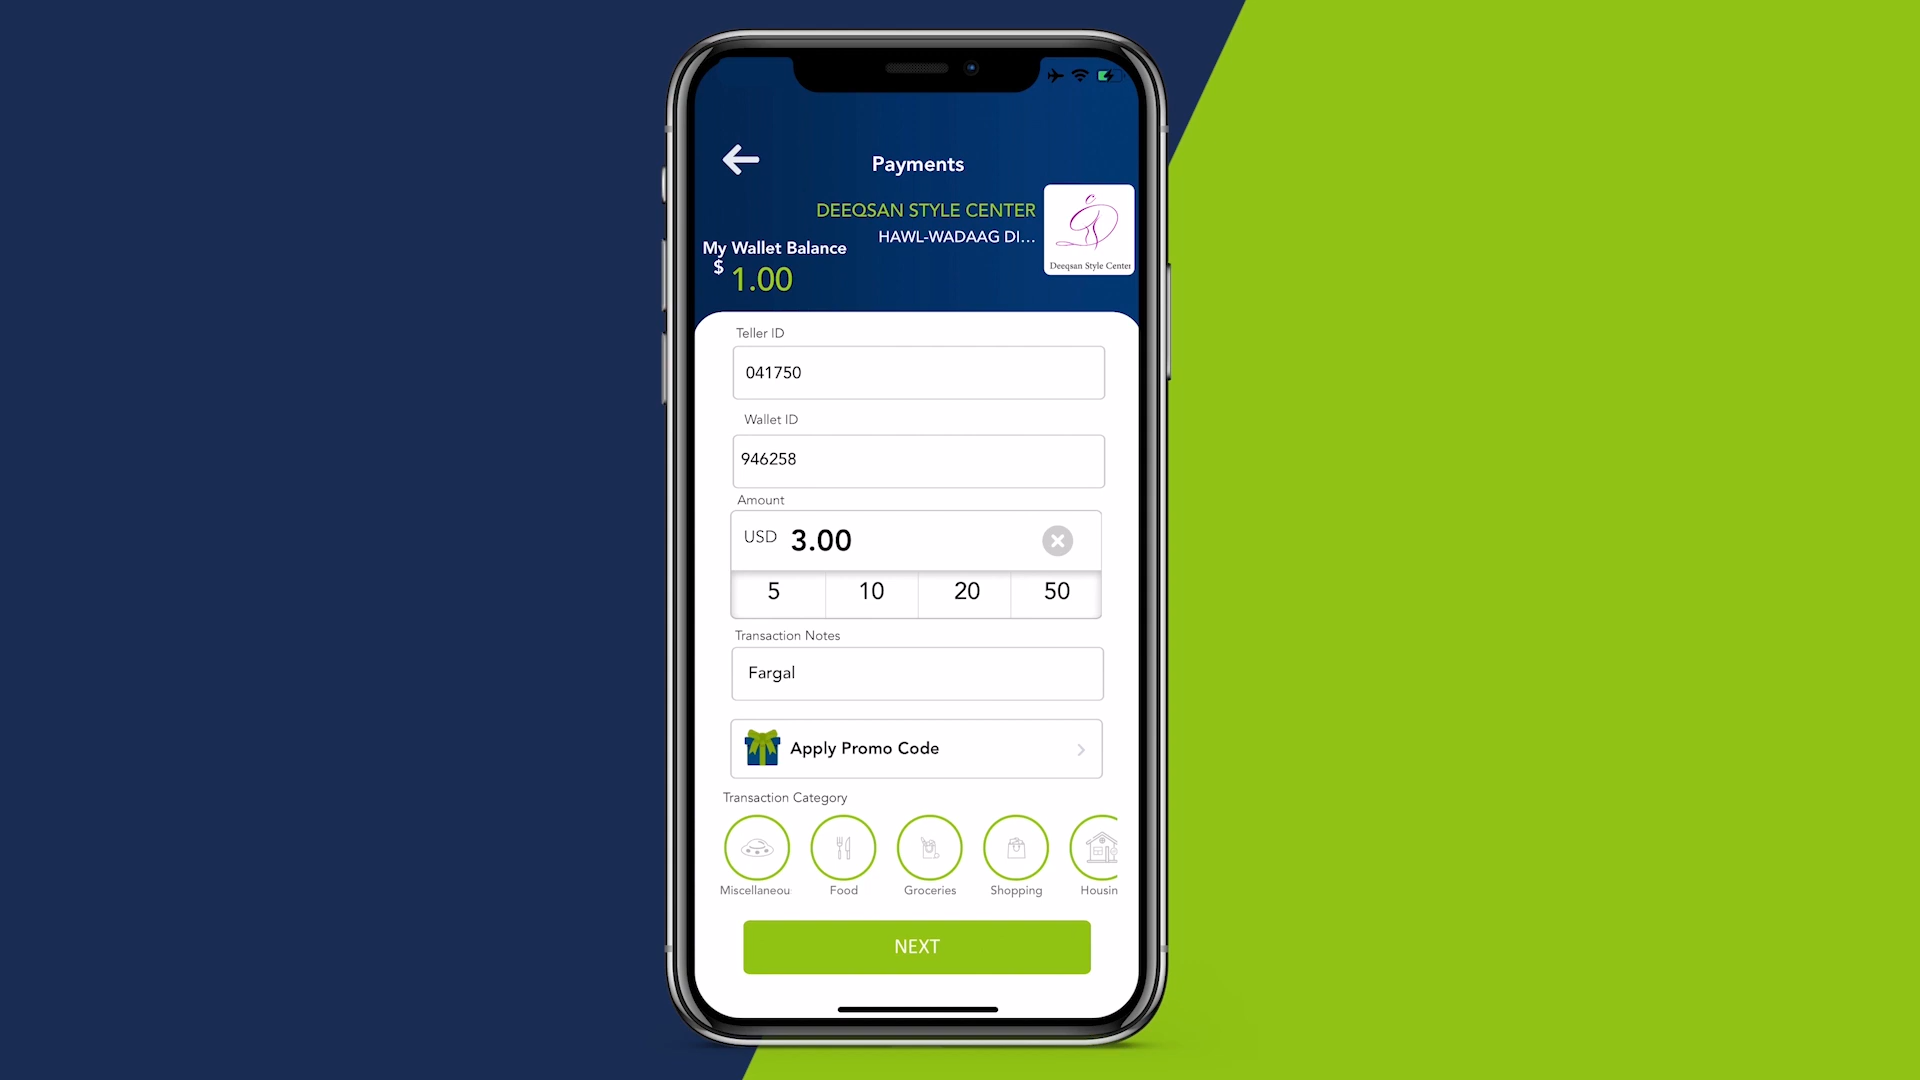 Payments
DEEQSAN STYLE CENTER
HAWL-WADAAG DI...
Deeqsan Style Center
My Wallet Balance
$ 1.00
Teller ID
041750
Wallet ID
946258
Amount
USD 3.00
5 10 20 50
Transaction Notes
Fargal
Apply Promo Code
Transaction Category
Miscellaneou Food Groceries Shopping Housin
NEXT